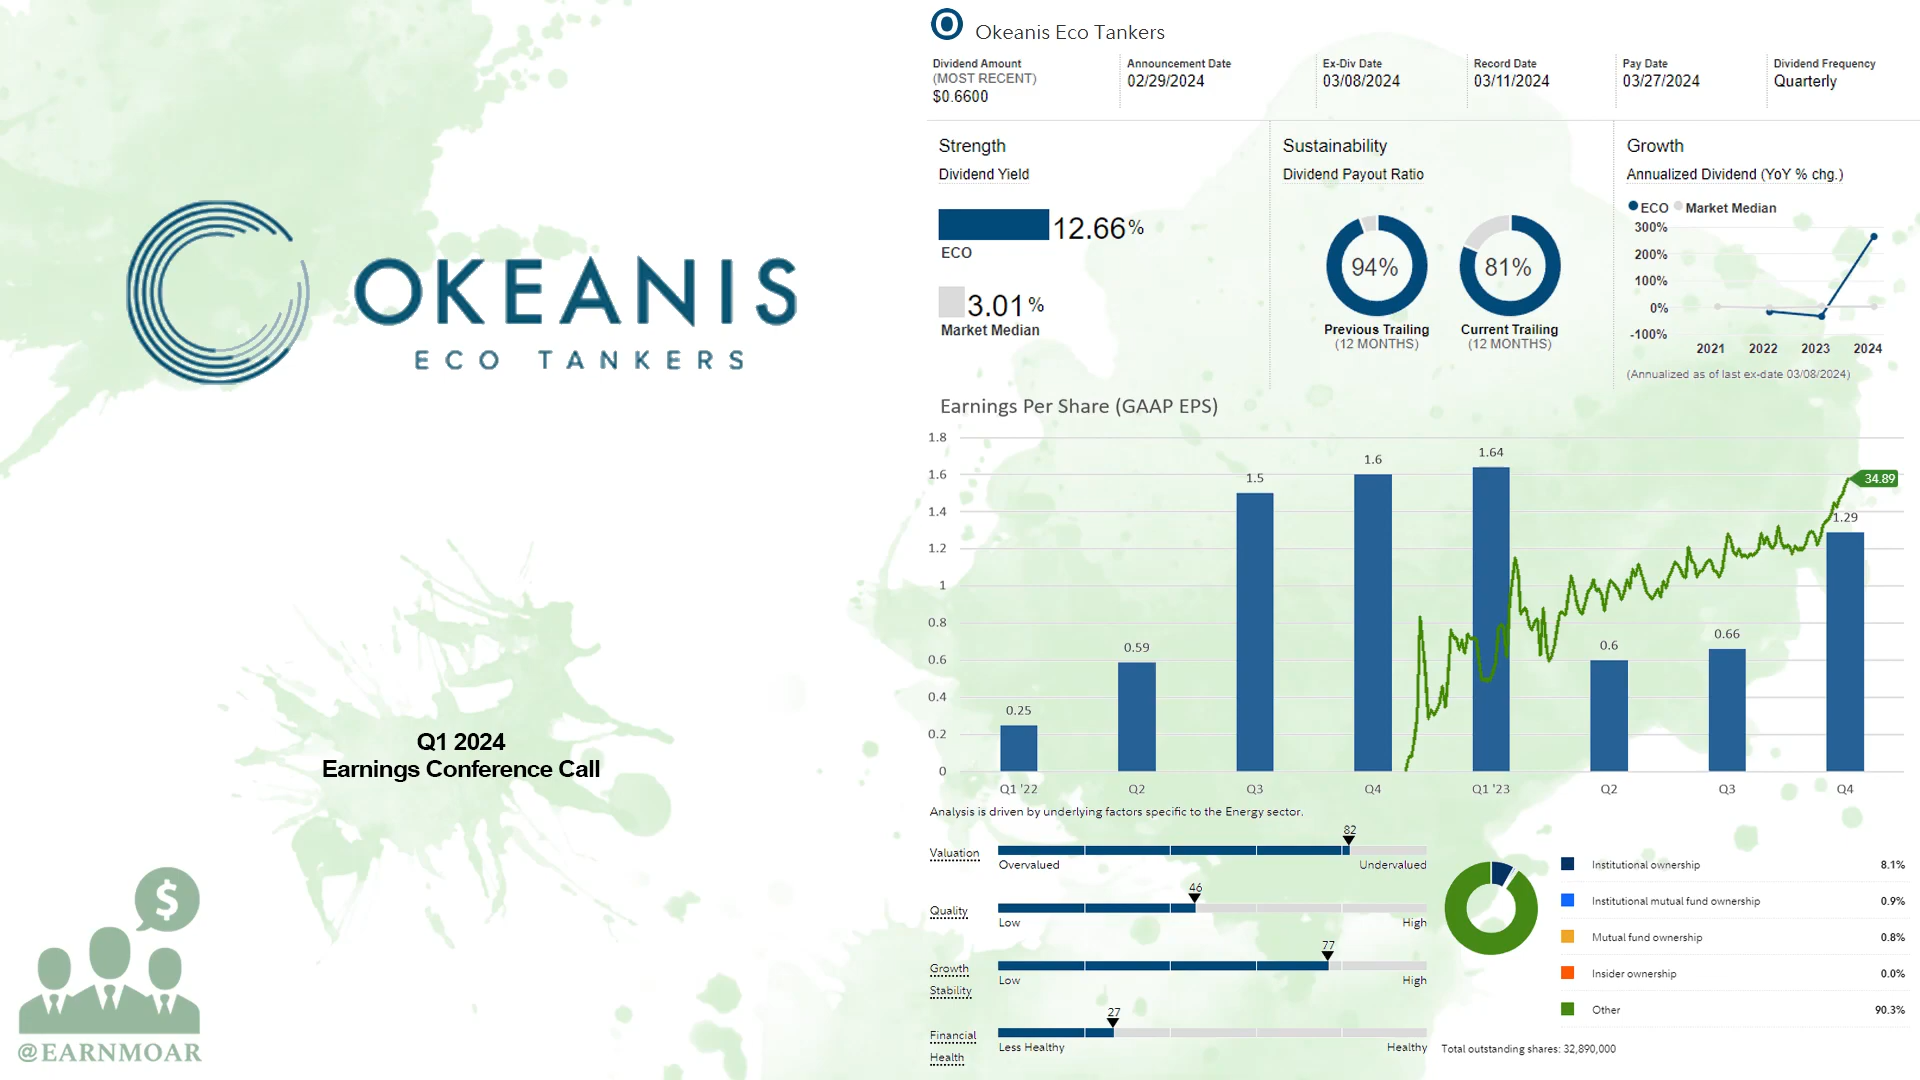 OKEANIS
ECO TANKERS
Q1 2024
Earnings Conference Call
$
@EARNMOAR
Okeanis Eco Tankers
Dividend Amount
(MOST RECENT)
$0.6600
Announcement Date
02/29/2024
Ex-Div Date
03/08/2024
Record Date
03/11/2024
Pay Date
03/27/2024
Dividend Frequency
Quarterly
Strength
Dividend Yield
12.66%
ECO
3.01%
Market Median
Sustainability
Dividend Payout Ratio
94%
Previous Trailing
(12 MONTHS)
81%
Current Trailing
(12 MONTHS)
Growth
Annualized Dividend (YoY % chg.)
ECO Market Median
300%
200%
100%
0%
-100%
2021 2022 2023 2024
(Annualized as of last ex-date 03/08/2024)
Earnings Per Share (GAAP EPS)
1.8
1.6
1.4
1.2
1
0.8
0.6
0.4
0.2
0
0.25
0.59
1.5
1.6
1.64
0.6
0.66
1.29
34.89
Q1 '22 Q2 Q3 Q4 Q1 '23 Q2 Q3 Q4
Analysis is driven by underlying factors specific to the Energy sector.
Valuation
82
Overvalued Undervalued
Quality
46
Low High
Growth
Stability
77
Low High
Financial
Health
27
Less Healthy Healthy
Institutional ownership 8.1%
Institutional mutual fund ownership 0.9%
Mutual fund ownership 0.8%
Insider ownership 0.0%
Other 90.3%
Total outstanding shares: 32,890,000